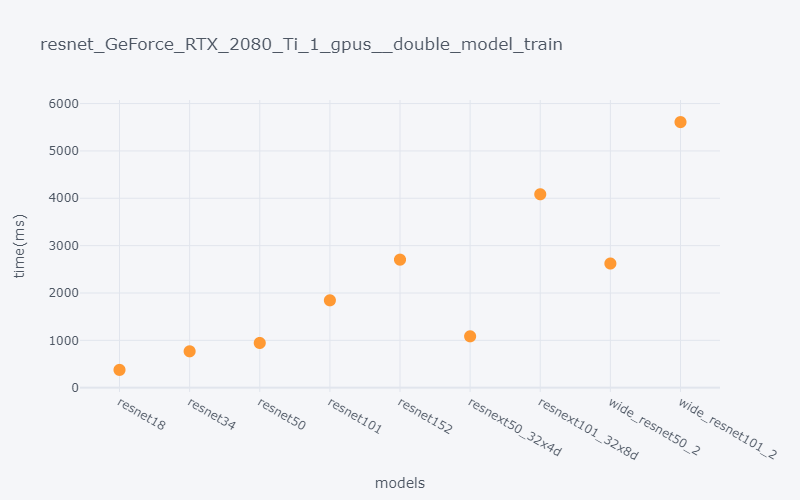 resnet_GeForce_RTX_2080_Ti_1_gpus__double_model_train
time(ms)
6000
5000
4000
3000
2000
1000
0
resnet18
resnet34
resnet50
resnet101
resnet152
resnext50_32x4d
resnext101_32x8d
wide_resnet50_2
wide_resnet101_2
models